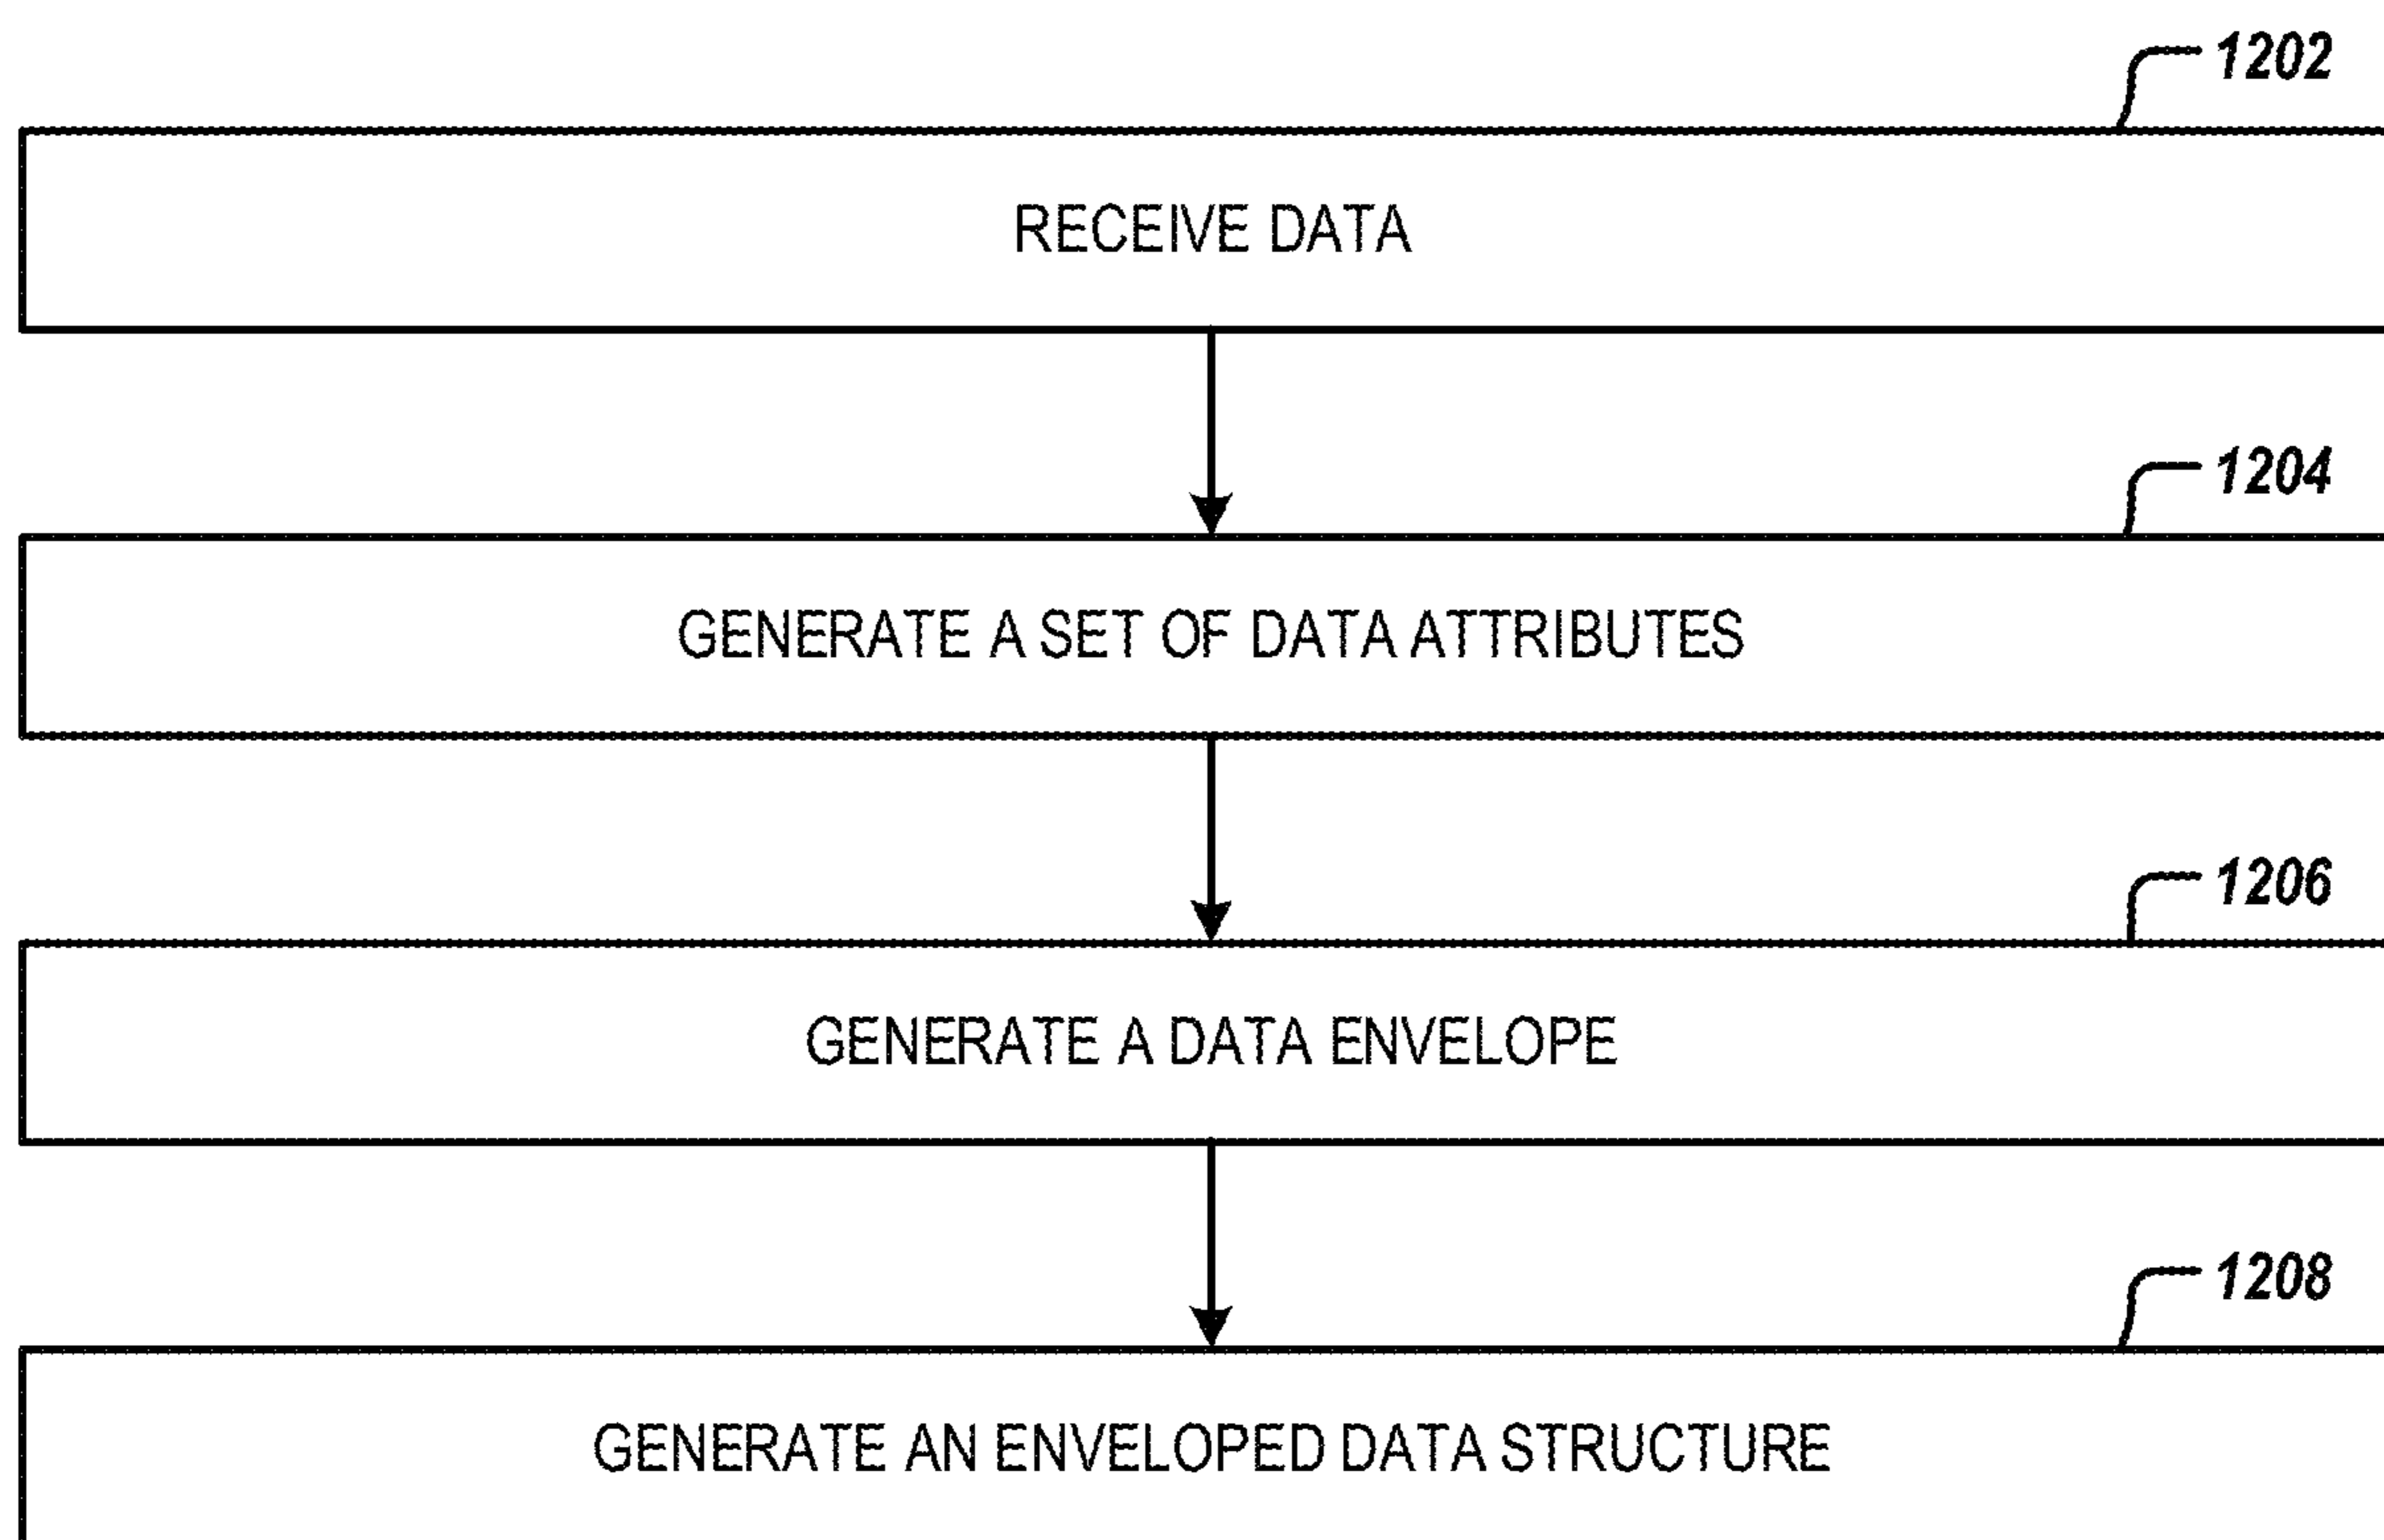 1202
RECEIVE DATA
1204
GENERATE A SET OF DATA ATTRIBUTES
1206
GENERATE A DATA ENVELOPE
1208
GENERATE AN ENVELOPED DATA STRUCTURE